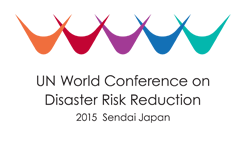 UN World Conference on
Disaster Risk Reduction
2015 Sendai Japan